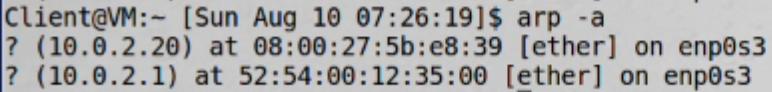 Client@VM:~ [Sun Aug 10 07:26:19]$ arp -a
? (10.0.2.20) at 08:00:27:5b:e8:39 [ether] on enp0s3
? (10.0.2.1) at 52:54:00:12:35:00 [ether] on enp0s3